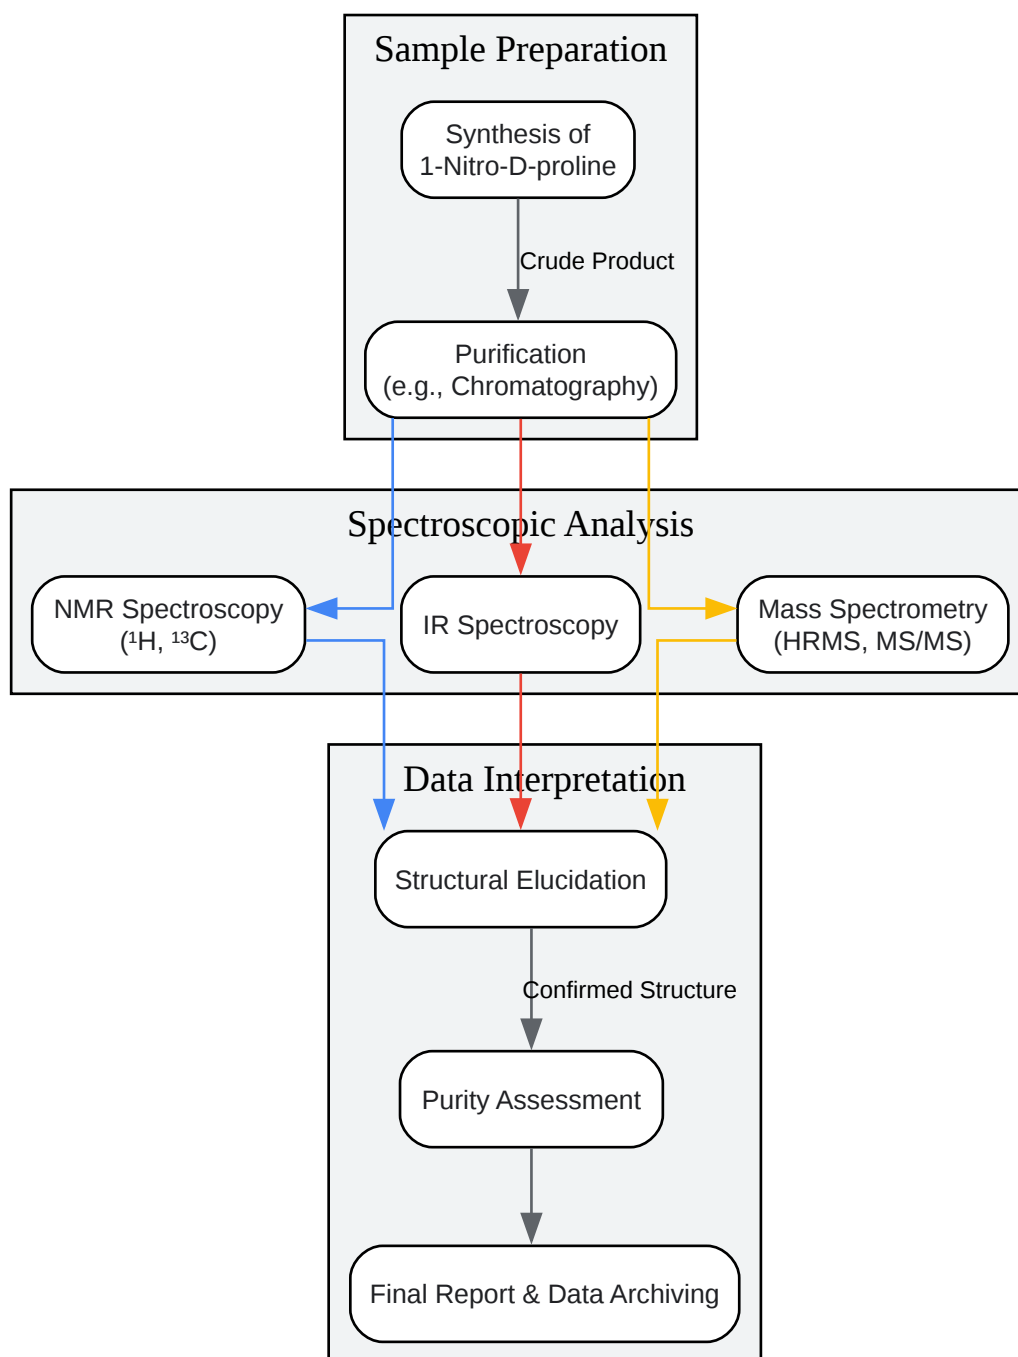 Sample Preparation
Synthesis of
1-Nitro-D-proline
Crude Product
Purification
(e.g., Chromatography)
Spectroscopic Analysis
NMR Spectroscopy
(¹H, ¹³C)
IR Spectroscopy
Mass Spectrometry
(HRMS, MS/MS)
Data Interpretation
Structural Elucidation
Confirmed Structure
Purity Assessment
Final Report & Data Archiving